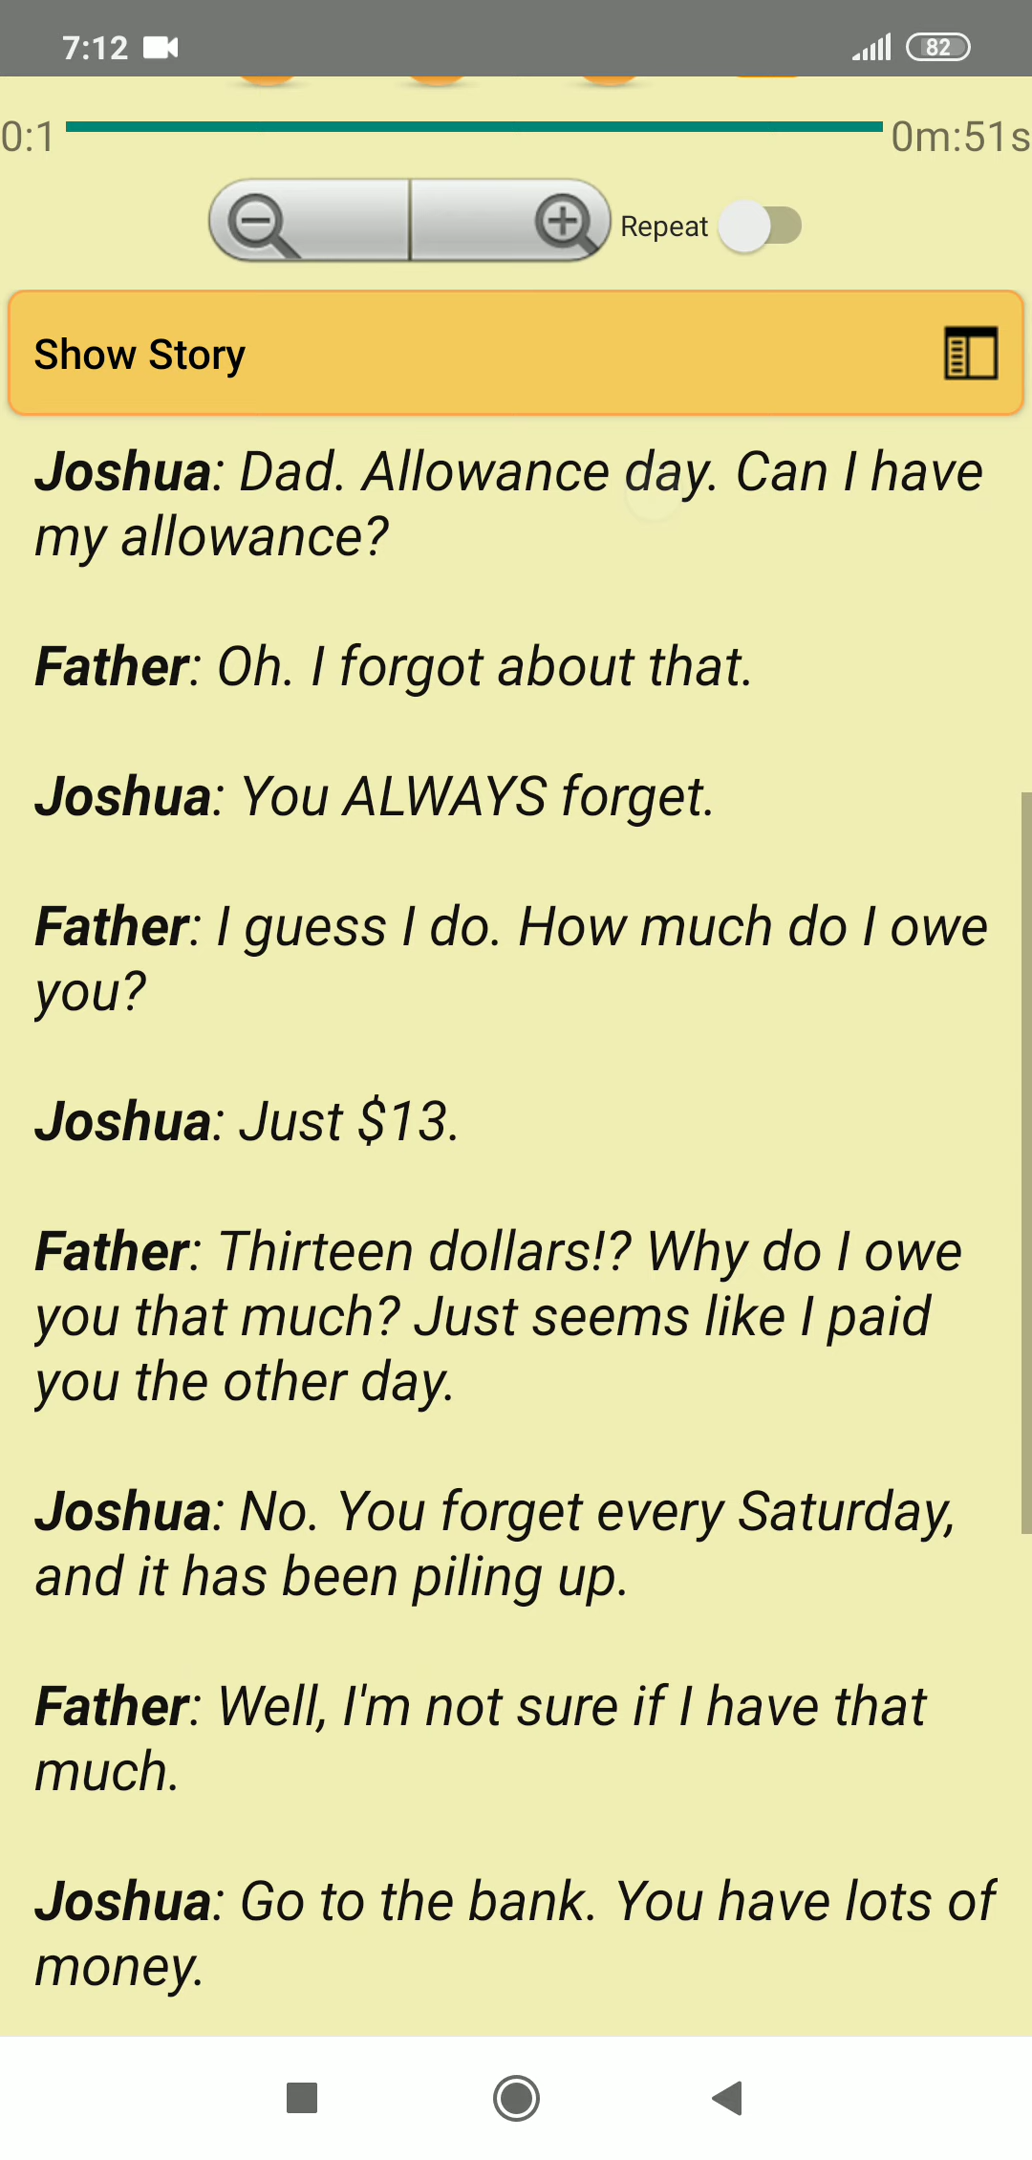 7:12
82
0:1
0m:51s
Repeat
Show Story
Joshua: Dad. Allowance day. Can I have
my allowance?
Father: Oh. I forgot about that.
Joshua: You ALWAYS forget.
Father: I guess I do. How much do I owe
you?
Joshua: Just $13.
Father: Thirteen dollars!? Why do I owe
you that much? Just seems like I paid
you the other day.
Joshua: No. You forget every Saturday,
and it has been piling up.
Father: Well, I'm not sure if I have that
much.
Joshua: Go to the bank. You have lots of
money.